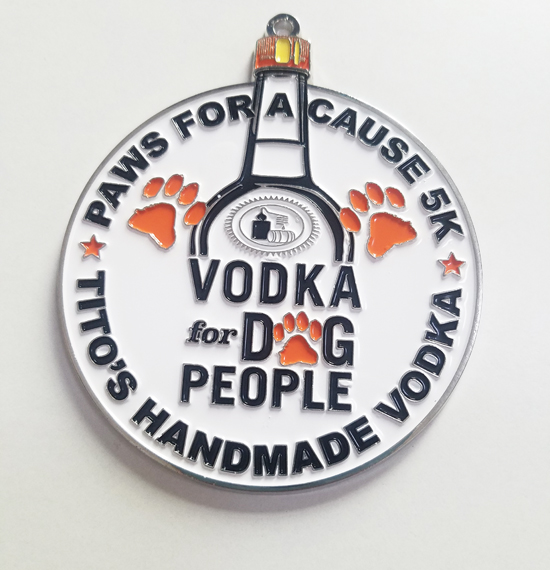 PAWS FOR A CAUSE 5K
VODKA
for DOG
PEOPLE
TITO'S HANDMADE VODKA